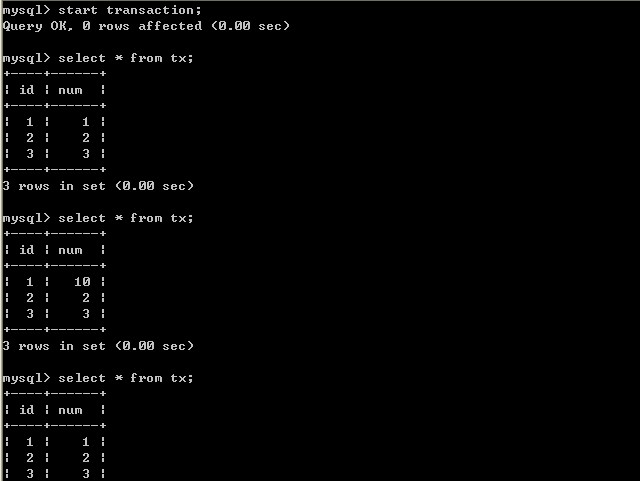 mysql> start transaction;
Query OK, 0 rows affected (0.00 sec)
mysql> select * from tx;
+----+------+
| id | num  |
+----+------+
|  1 |    1 |
|  2 |    2 |
|  3 |    3 |
+----+------+
3 rows in set (0.00 sec)
mysql> select * from tx;
+----+------+
| id | num  |
+----+------+
|  1 |   10 |
|  2 |    2 |
|  3 |    3 |
+----+------+
3 rows in set (0.00 sec)
mysql> select * from tx;
+----+------+
| id | num  |
+----+------+
|  1 |    1 |
|  2 |    2 |
|  3 |    3 |